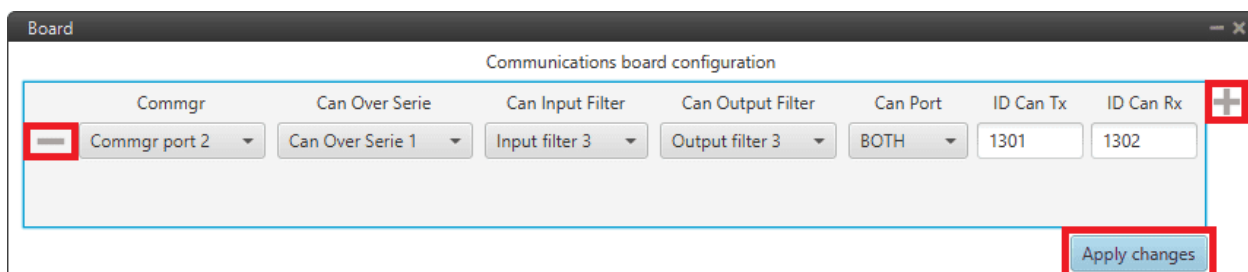 Board
Communications board configuration
Commgr Can Over Serie Can Input Filter Can Output Filter Can Port ID Can Tx ID Can Rx
Commgr port 2 Can Over Serie 1 Input filter 3 Output filter 3 BOTH 1301 1302
Apply changes